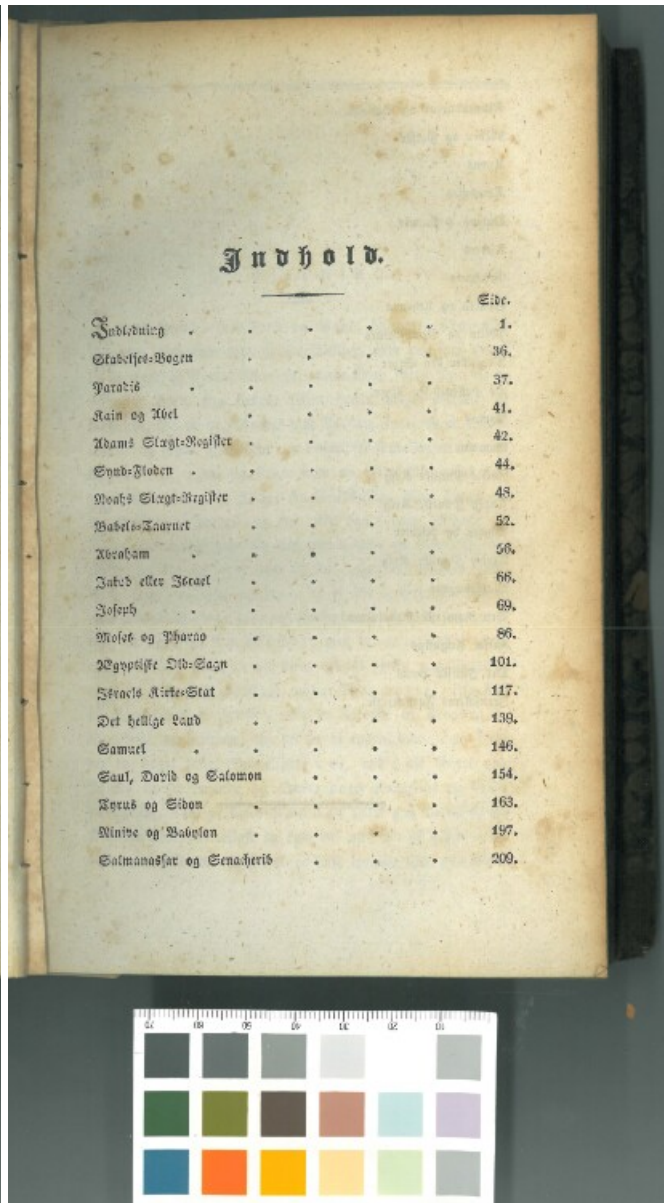 Indhold.
Side.
Indledning . . . . . 1.
Skabelses-Bogen . . . . 36.
Paradis . . . . . 37.
Kain og Abel . . . . 41.
Adams Slægt-Register . . . . 42.
Synd-Floden . . . . . 44.
Noahs Slægt-Register . . . . 48.
Babels-Taarnet . . . . 52.
Abraham . . . . . 56.
Jakob eller Israel . . . . 66.
Joseph . . . . . 69.
Moses og Pharao . . . . 86.
Ægyptiske Old-Sagn . . . . 101.
Israels Kirke-Stat . . . . 117.
Det hellige Land . . . . 139.
Samuel . . . . . 146.
Saul, David og Salomon . . . 154.
Tyrus og Sidon . . . . 163.
Ninive og Babylon . . . . 197.
Salmanassar og Senacherib . . . 209.